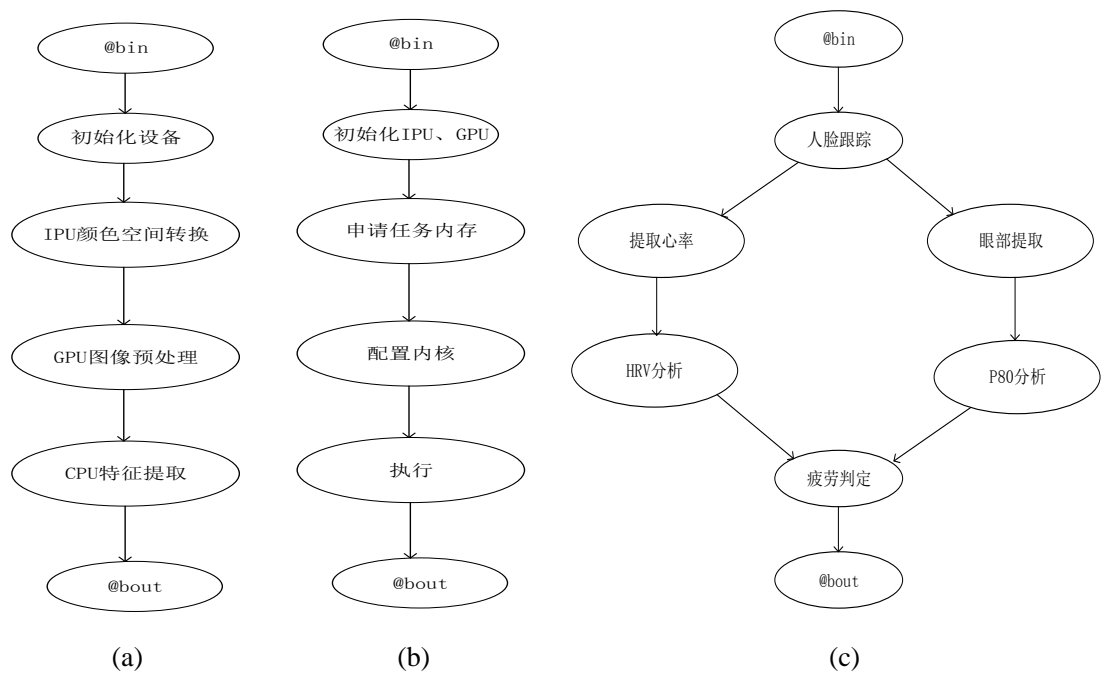 @bin
初始化设备
IPU颜色空间转换
GPU图像预处理
CPU特征提取
@bout
(a)
@bin
初始化IPU、GPU
申请任务内存
配置内核
执行
@bout
(b)
@bin
人脸跟踪
提取心率
眼部提取
HRV分析
P80分析
疲劳判定
@bout
(c)